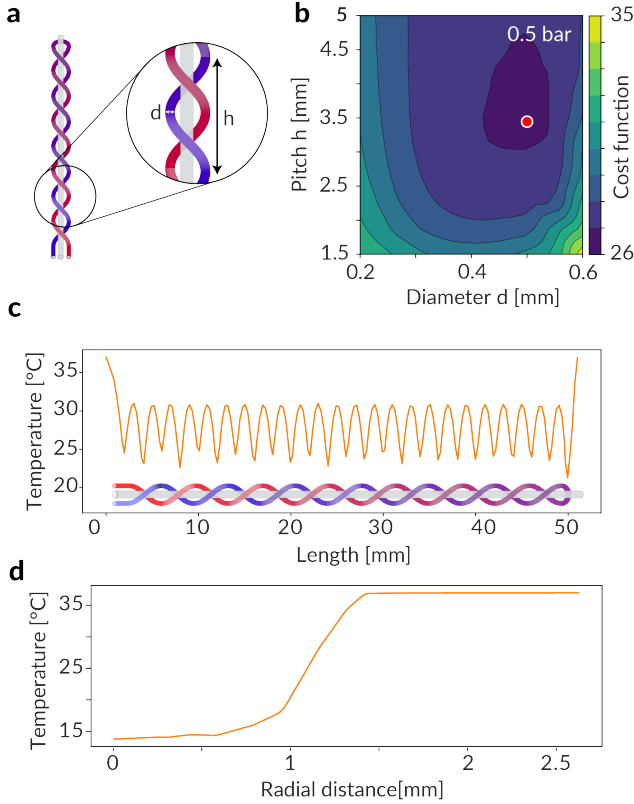 a
d
h
b
5
4.5
3.5
2.5
1.5
Pitch h [mm]
0.5 bar
0.2
0.4
0.6
Diameter d [mm]
35
26
Cost function
c
Temperature [°C]
35
30
25
20
0
10
20
30
40
50
Length [mm]
d
Temperature [°C]
35
25
15
0
1
2
2.5
Radial distance[mm]